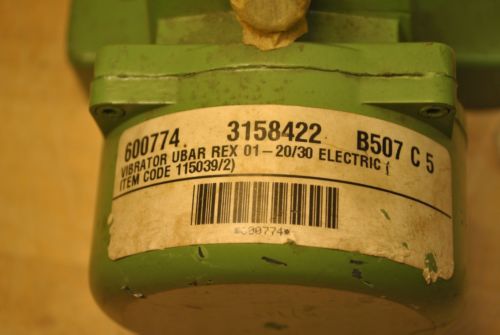 600774. 3158422 B507 C 5
VIBRATOR UBAR REX 01-20/30 ELECTRIC (
ITEM CODE 115039/2)
*600774*